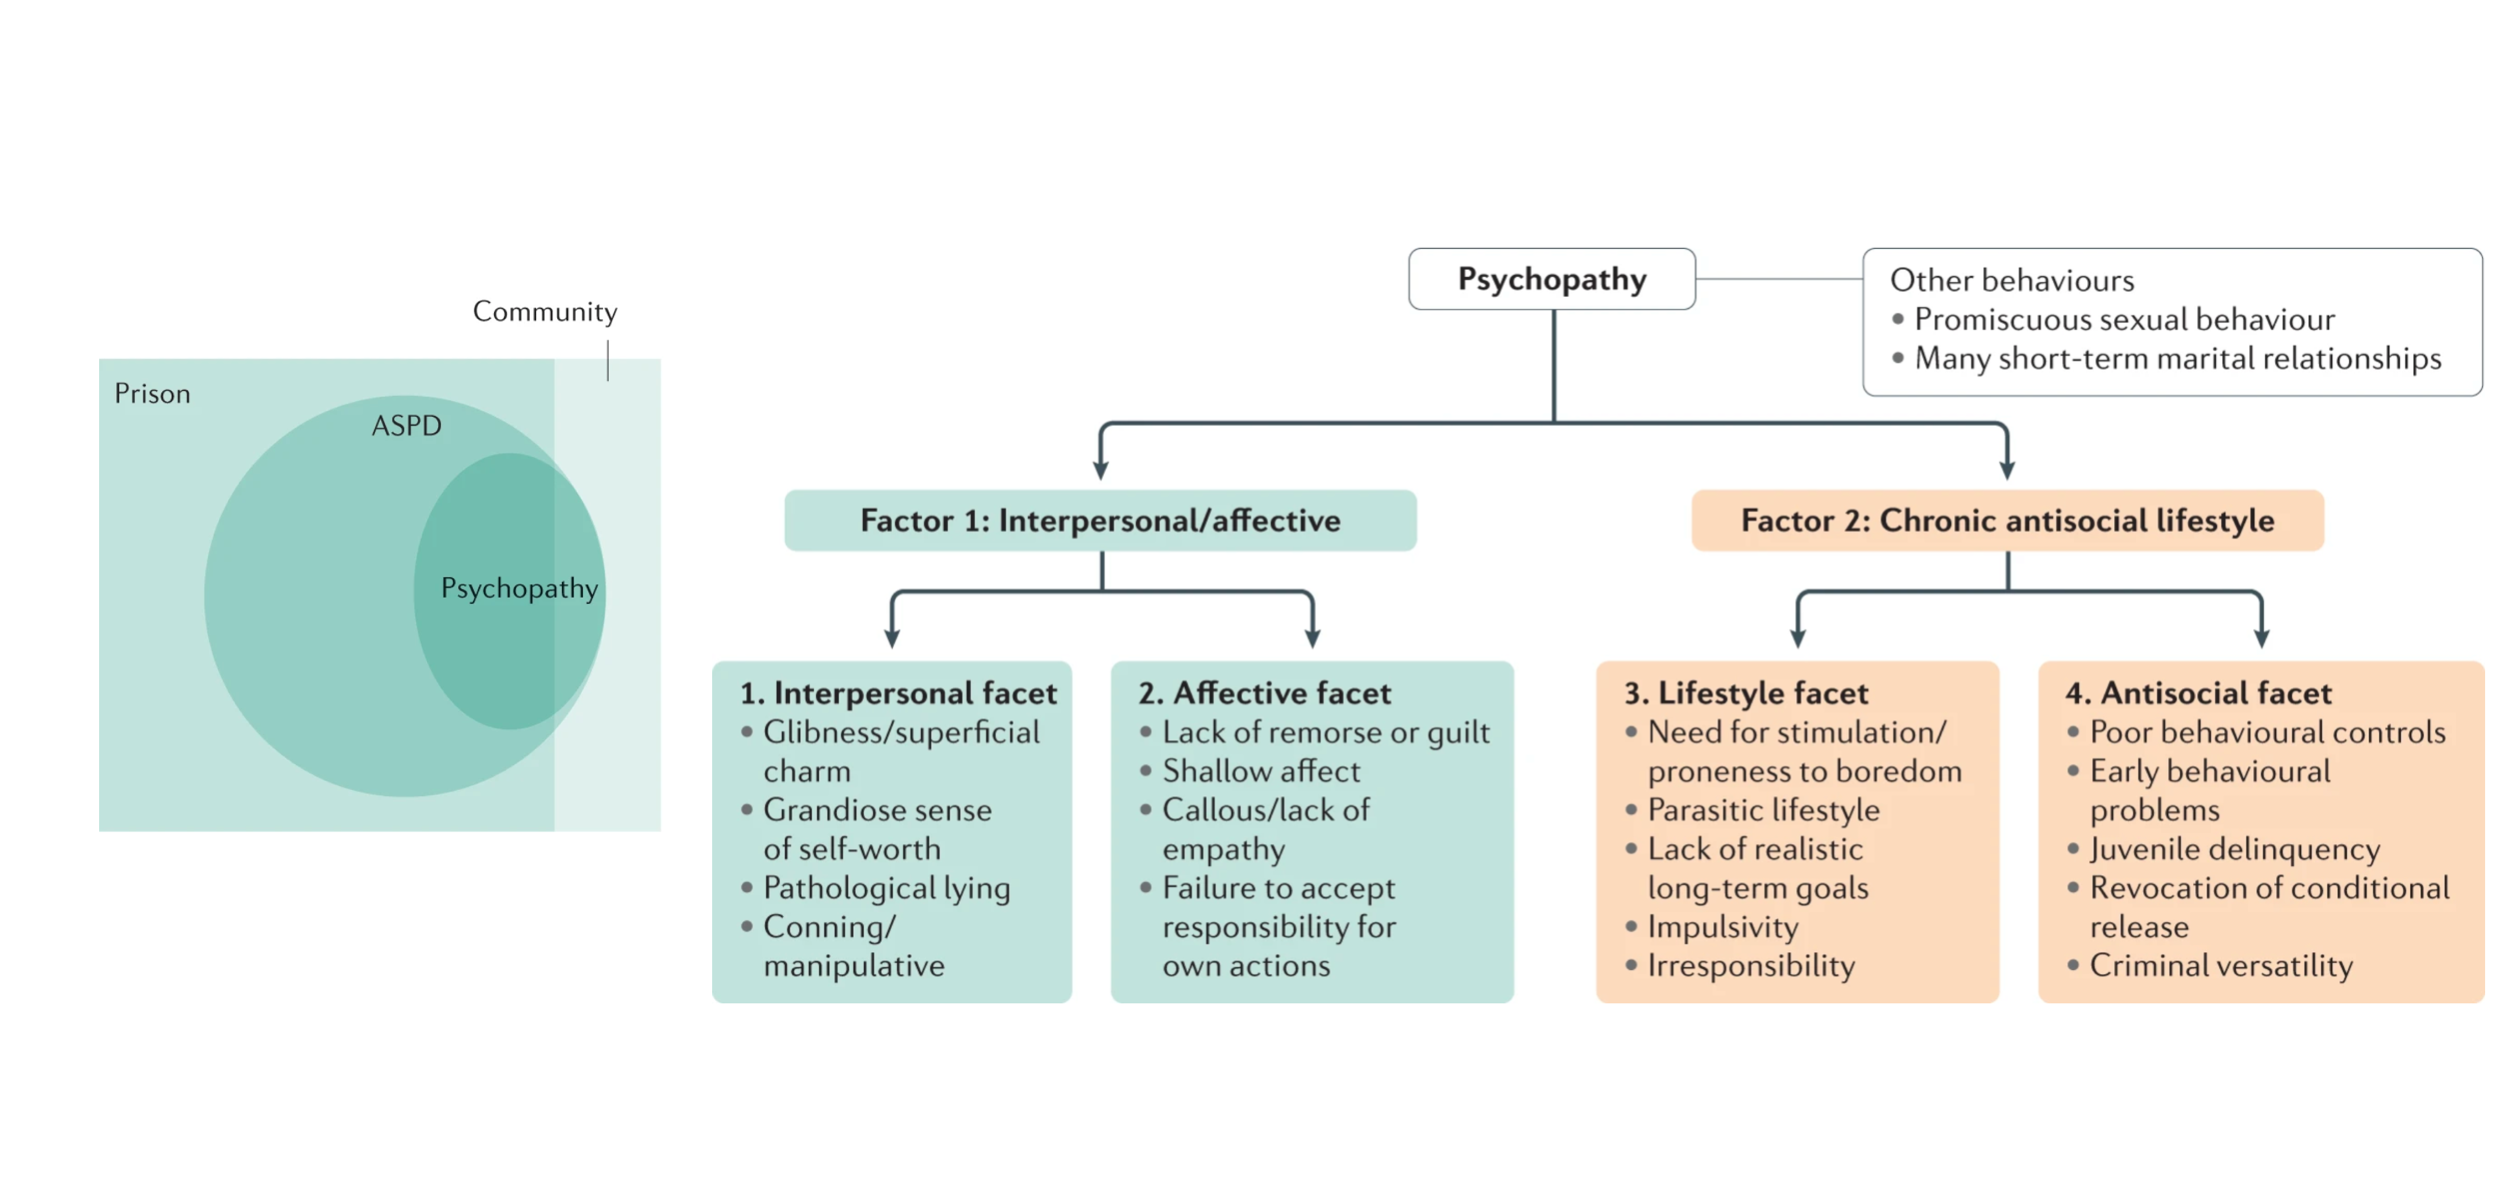 Community
Prison
ASPD
Psychopathy
Psychopathy
Other behaviours
• Promiscuous sexual behaviour
• Many short-term marital relationships
Factor 1: Interpersonal/affective
Factor 2: Chronic antisocial lifestyle
1. Interpersonal facet
• Glibness/superficial
charm
• Grandiose sense
of self-worth
• Pathological lying
• Conning/
manipulative
2. Affective facet
• Lack of remorse or guilt
• Shallow affect
• Callous/lack of
empathy
• Failure to accept
responsibility for
own actions
3. Lifestyle facet
• Need for stimulation/
proneness to boredom
• Parasitic lifestyle
• Lack of realistic
long-term goals
• Impulsivity
• Irresponsibility
4. Antisocial facet
• Poor behavioural controls
• Early behavioural
problems
• Juvenile delinquency
• Revocation of conditional
release
• Criminal versatility